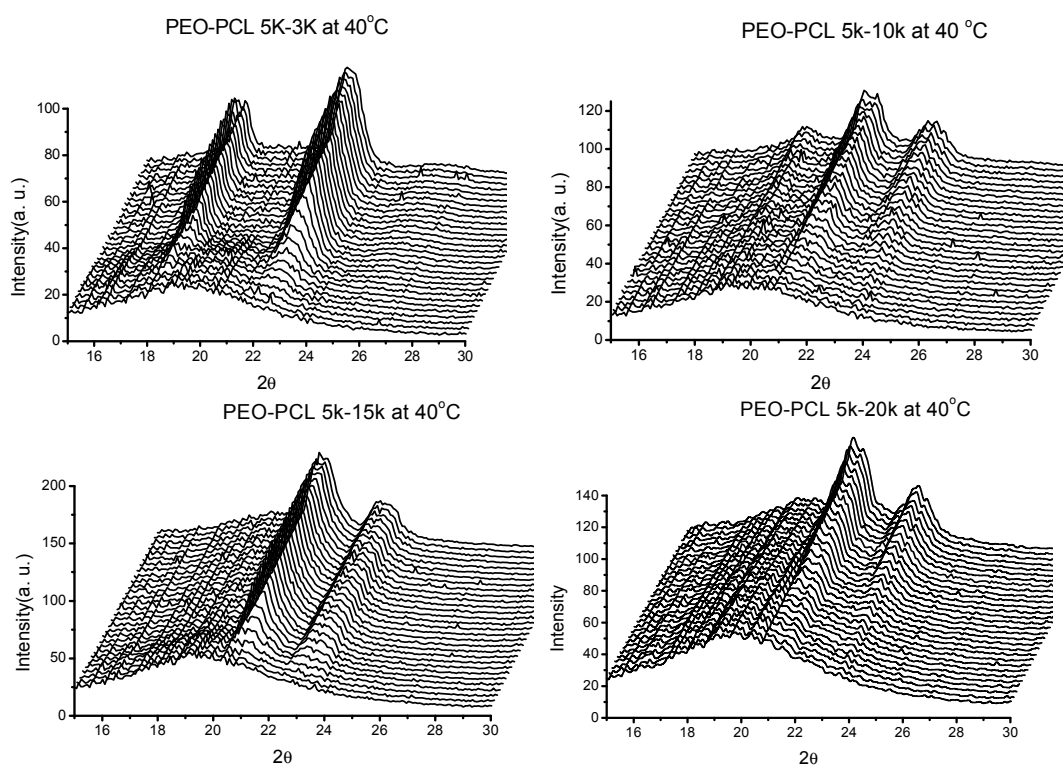 PEO-PCL 5K-3K at 40°C
Intensity(a. u.)
100
80
60
40
20
0
16 18 20 22 24 26 28 30
2θ
PEO-PCL 5k-10k at 40 °C
Intensity(a. u.)
120
100
80
60
40
20
0
16 18 20 22 24 26 28 30
2θ
PEO-PCL 5k-15k at 40°C
Intensity(a. u.)
200
150
100
50
0
16 18 20 22 24 26 28 30
2θ
PEO-PCL 5k-20k at 40°C
Intensity
140
120
100
80
60
40
20
0
16 18 20 22 24 26 28 30
2θ